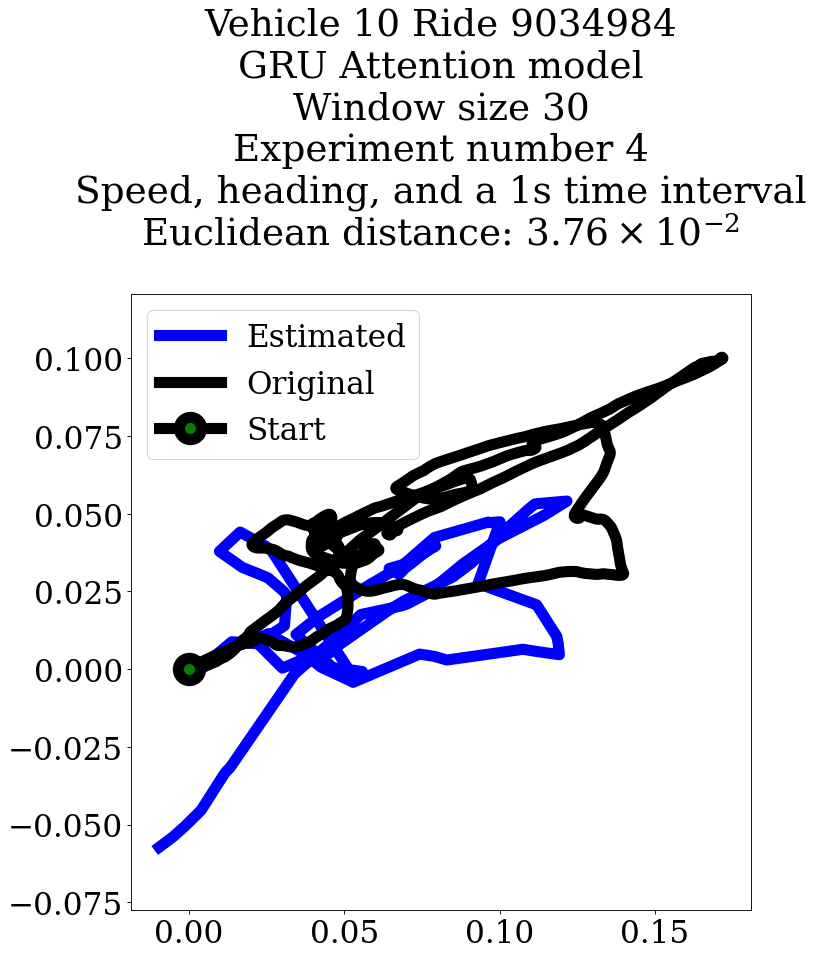 Vehicle 10 Ride 9034984
GRU Attention model
Window size 30
Experiment number 4
Speed, heading, and a 1s time interval
Euclidean distance: 3.76 × 10⁻²
Estimated
Original
Start
0.100
0.075
0.050
0.025
0.000
−0.025
−0.050
−0.075
0.00 0.05 0.10 0.15